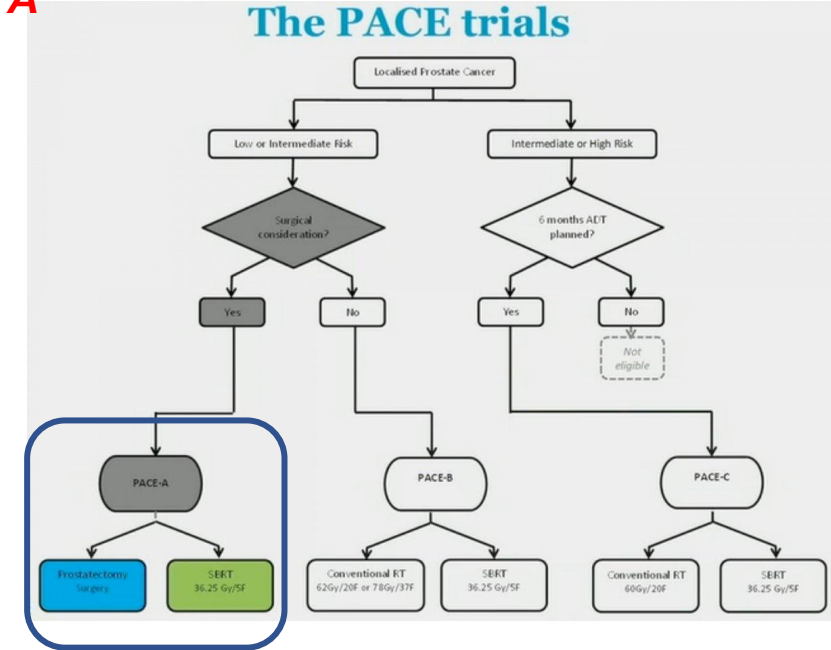 A
The PACE trials
Localised Prostate Cancer
Low or Intermediate Risk
Intermediate or High Risk
Surgical
consideration?
6 months ADT
planned?
Yes
No
Yes
No
Not
eligible
PACE-A
PACE-B
PACE-C
Prostatectomy
Surgery
SBRT
36.25 Gy/5F
Conventional RT
62Gy/20F or 78Gy/37F
SBRT
36.25 Gy/5F
Conventional RT
60Gy/20F
SBRT
36.25 Gy/5F